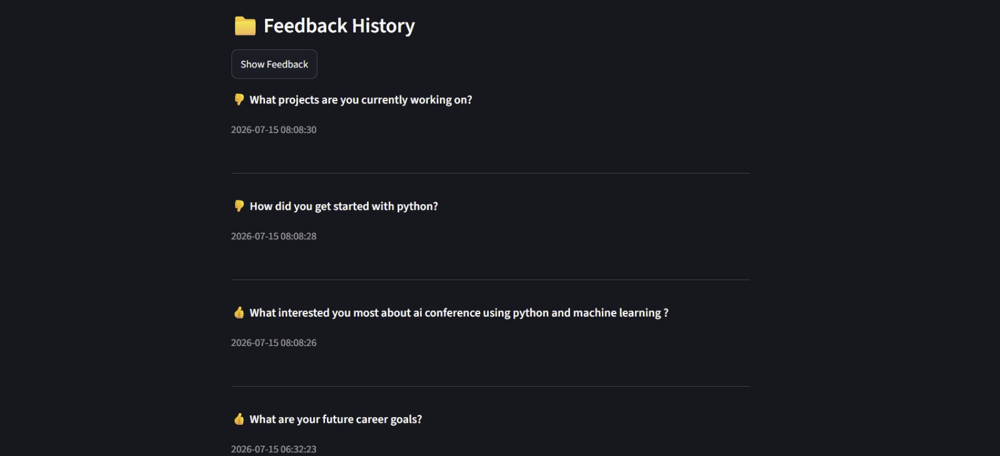 Feedback History
Show Feedback
What projects are you currently working on?
2026-07-15 08:08:30
How did you get started with python?
2026-07-15 08:08:28
What interested you most about ai conference using python and machine learning ?
2026-07-15 08:08:26
What are your future career goals?
2026-07-15 06:32:23